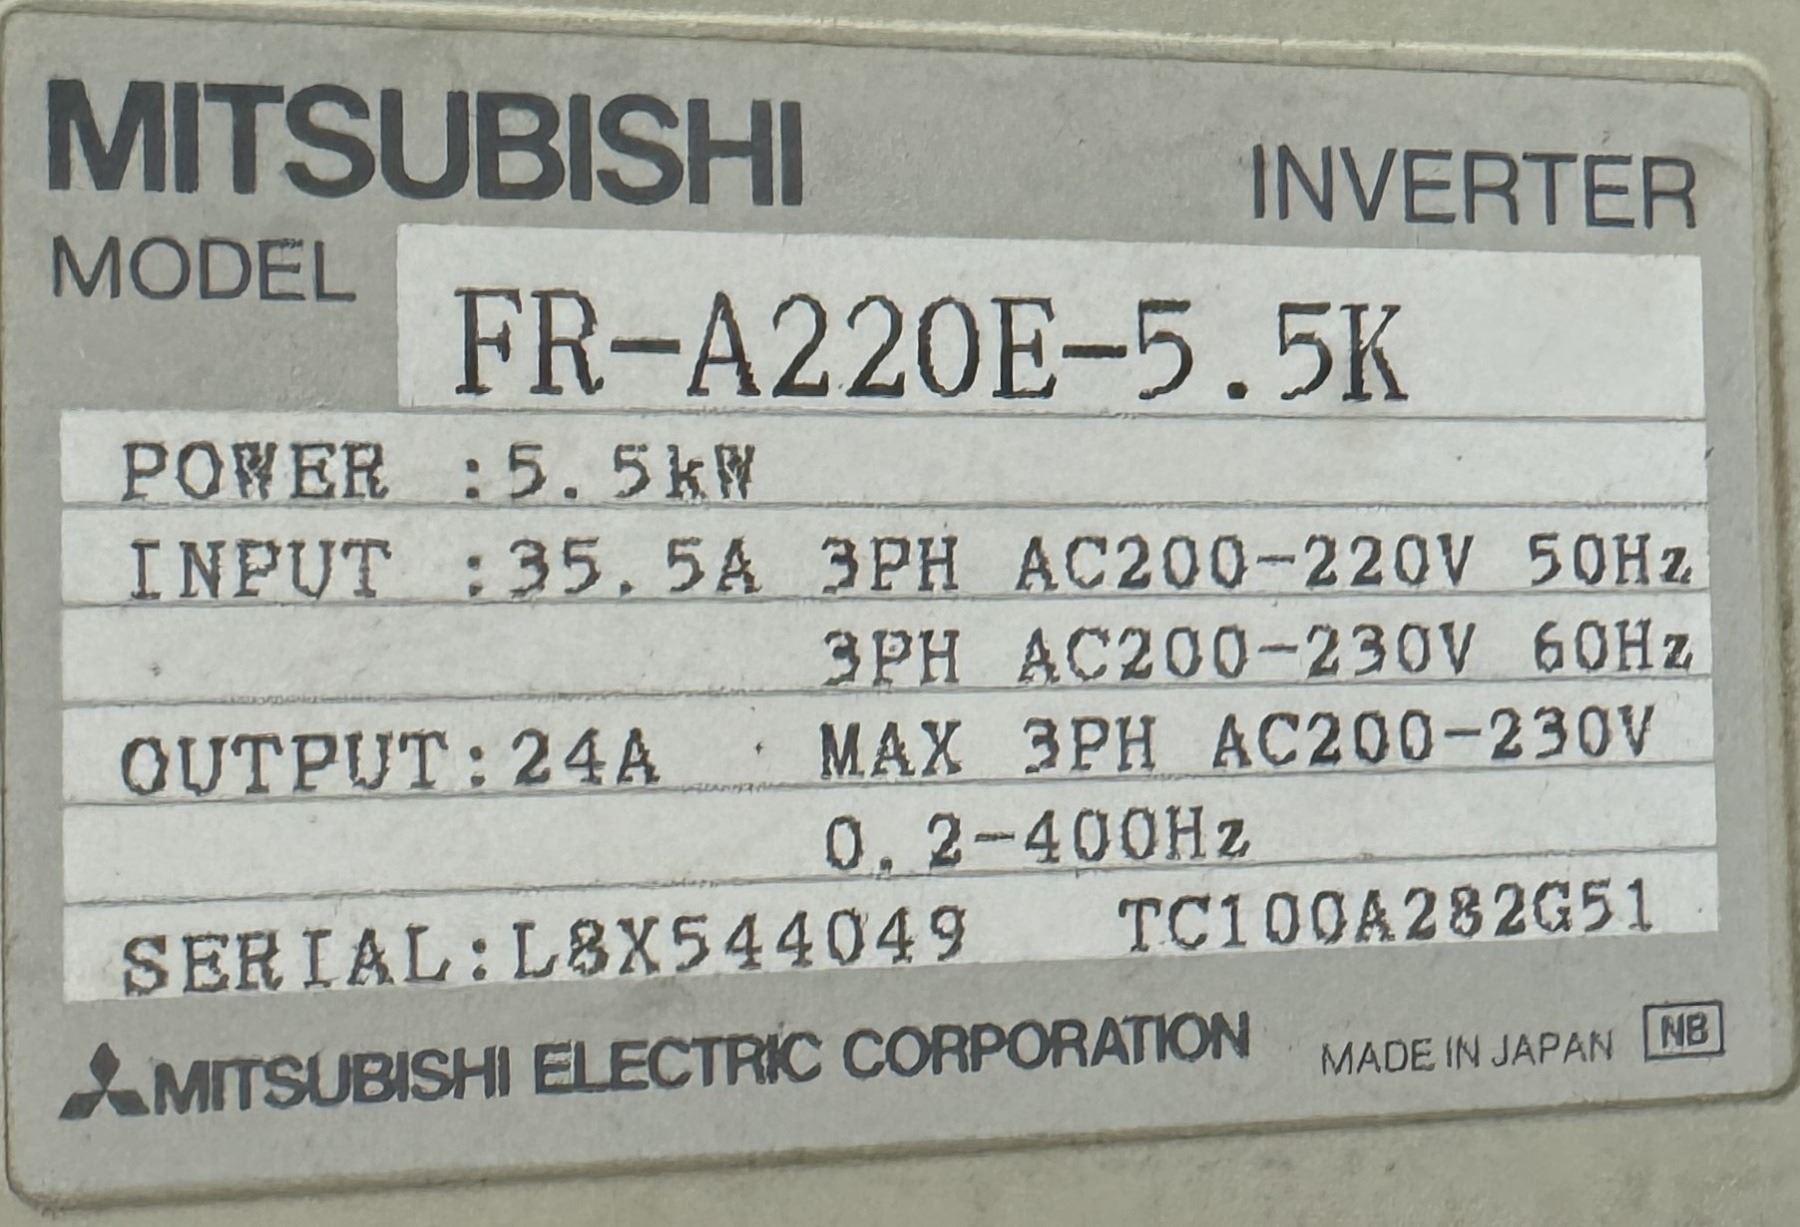 MITSUBISHI
INVERTER
MODEL FR-A220E-5.5K
POWER :5.5kW
INPUT :35.5A 3PH AC200-220V 50Hz
3PH AC200-230V 60Hz
OUTPUT:24A MAX 3PH AC200-230V
0.2-400Hz
SERIAL:L8X544049 TC100A282G51
MITSUBISHI ELECTRIC CORPORATION MADE IN JAPAN NB